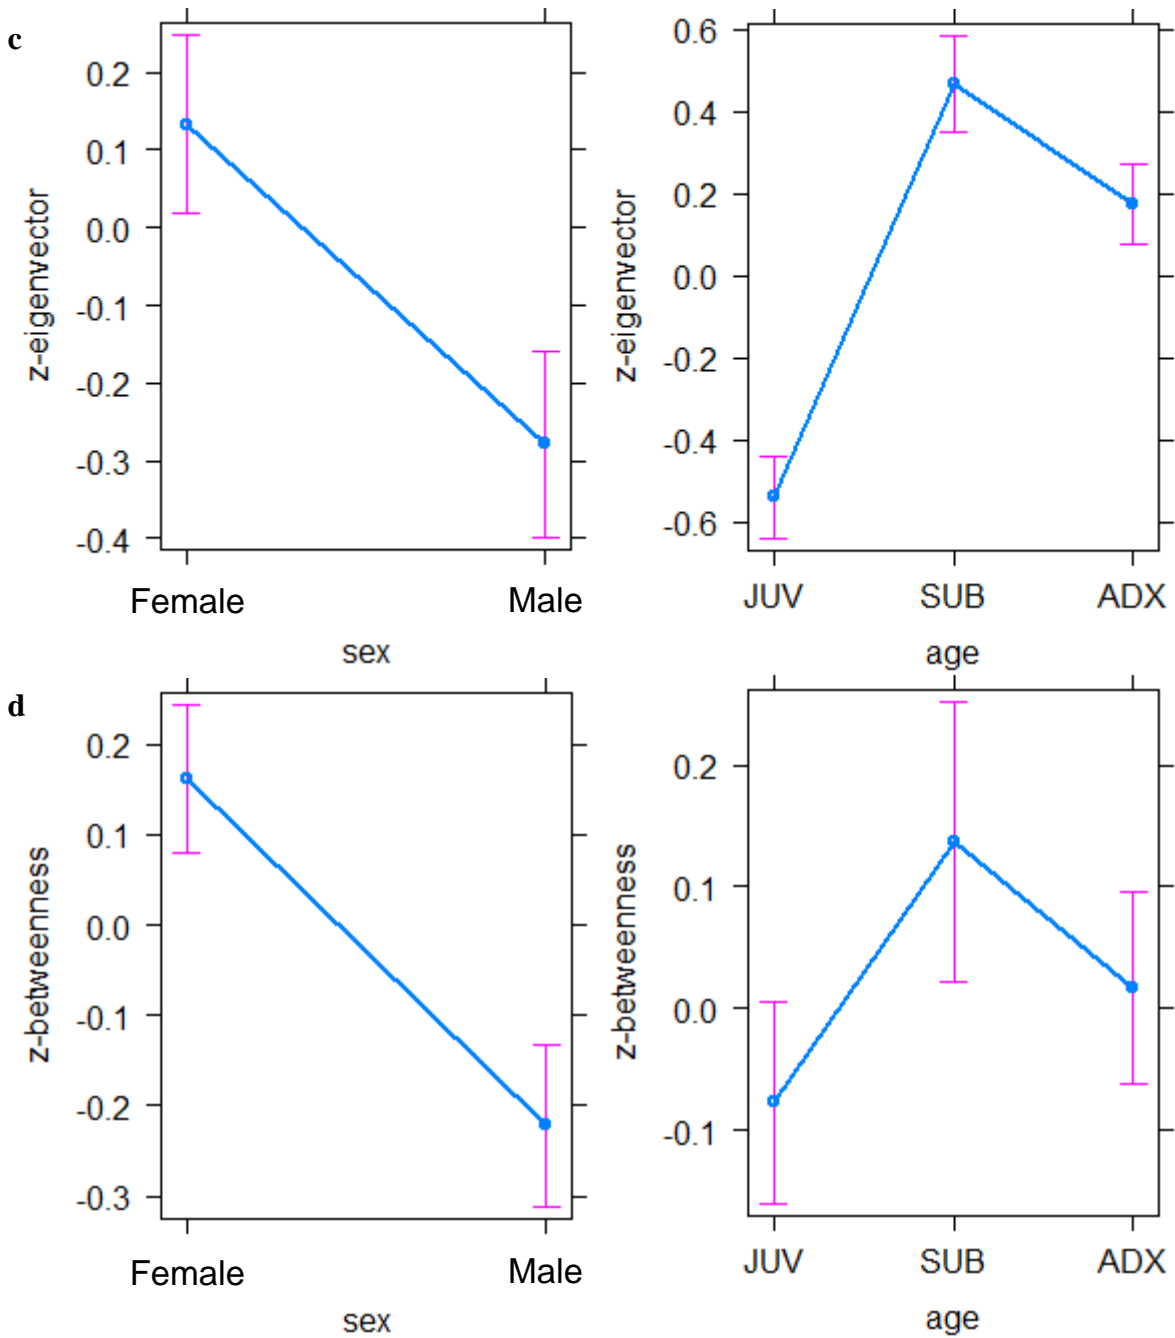 c
z-eigenvector
0.2
0.1
0.0
-0.1
-0.2
-0.3
-0.4
Female Male
sex
z-eigenvector
0.6
0.4
0.2
0.0
-0.2
-0.4
-0.6
JUV SUB ADX
age
d
z-betweenness
0.2
0.1
0.0
-0.1
-0.2
-0.3
Female Male
sex
z-betweenness
0.2
0.1
0.0
-0.1
JUV SUB ADX
age